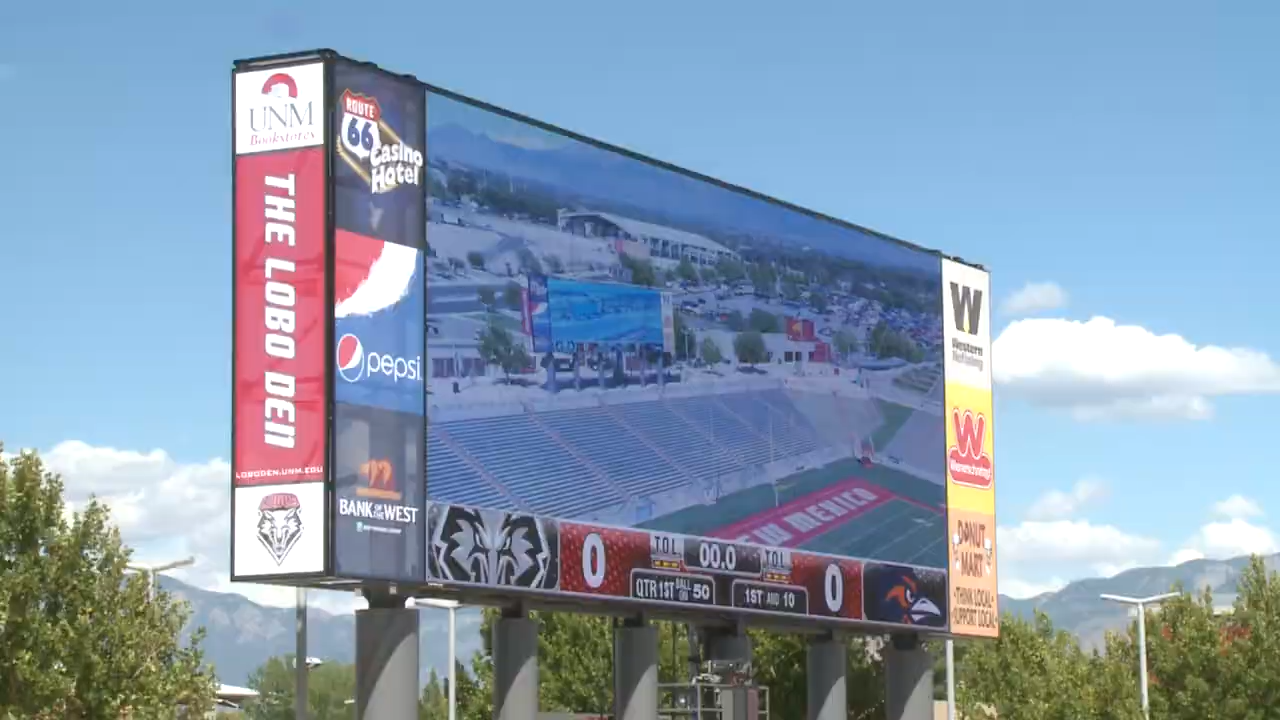 UNM
Bookstores
THE LOBO DEN
LOBODEN.UNM.EDU
ROUTE
66
Casino
Hotel
pepsi
BANK OF THE WEST
NEW MEXICO
0
TOL
00.0
TOL
0
QTR 1ST BALL ON 50
1ST AND 10
W
Western
W
Wienerschnitzel
DONUT
MART
THINK LOCAL
SUPPORT LOCAL